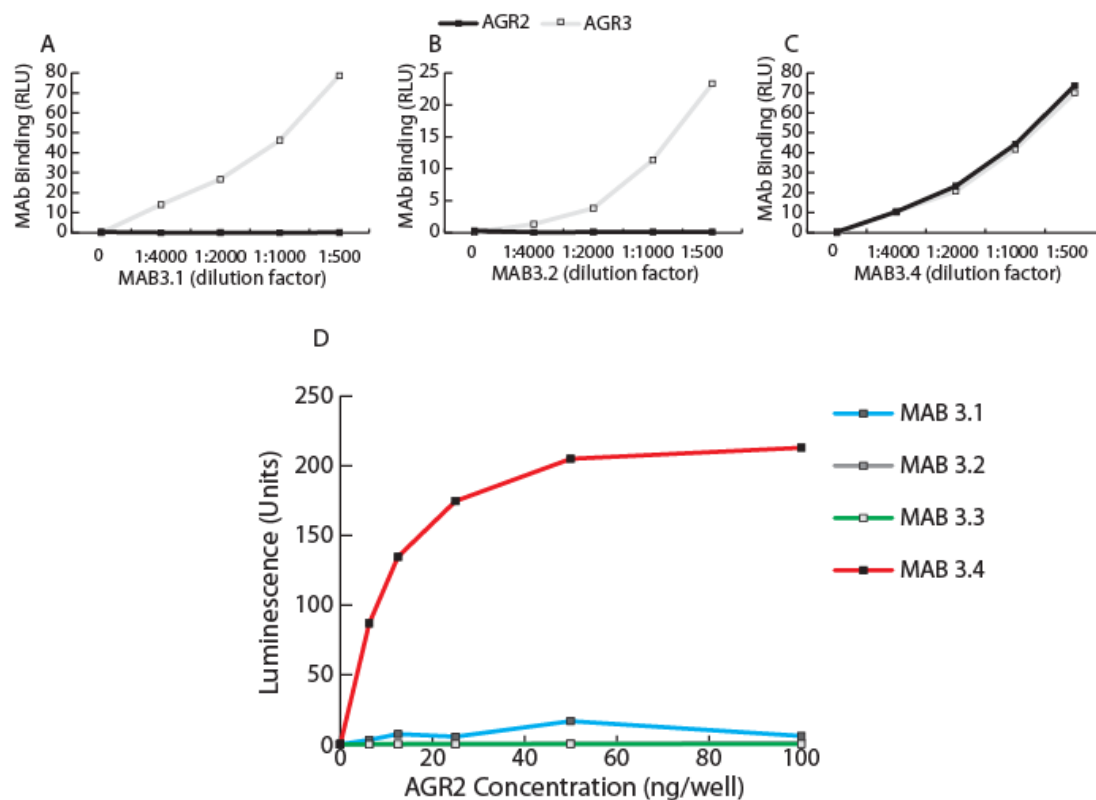 AGR2 AGR3
A
MAb Binding (RLU)
80
70
60
50
40
30
20
10
0
0 1:4000 1:2000 1:1000 1:500
MAB3.1 (dilution factor)
B
MAb Binding (RLU)
25
20
15
10
5
0
0 1:4000 1:2000 1:1000 1:500
MAB3.2 (dilution factor)
C
MAb Binding (RLU)
80
70
60
50
40
30
20
10
0
0 1:4000 1:2000 1:1000 1:500
MAB3.4 (dilution factor)
D
Luminescence (Units)
250
200
150
100
50
0
0 20 40 60 80 100
AGR2 Concentration (ng/well)
MAB 3.1
MAB 3.2
MAB 3.3
MAB 3.4